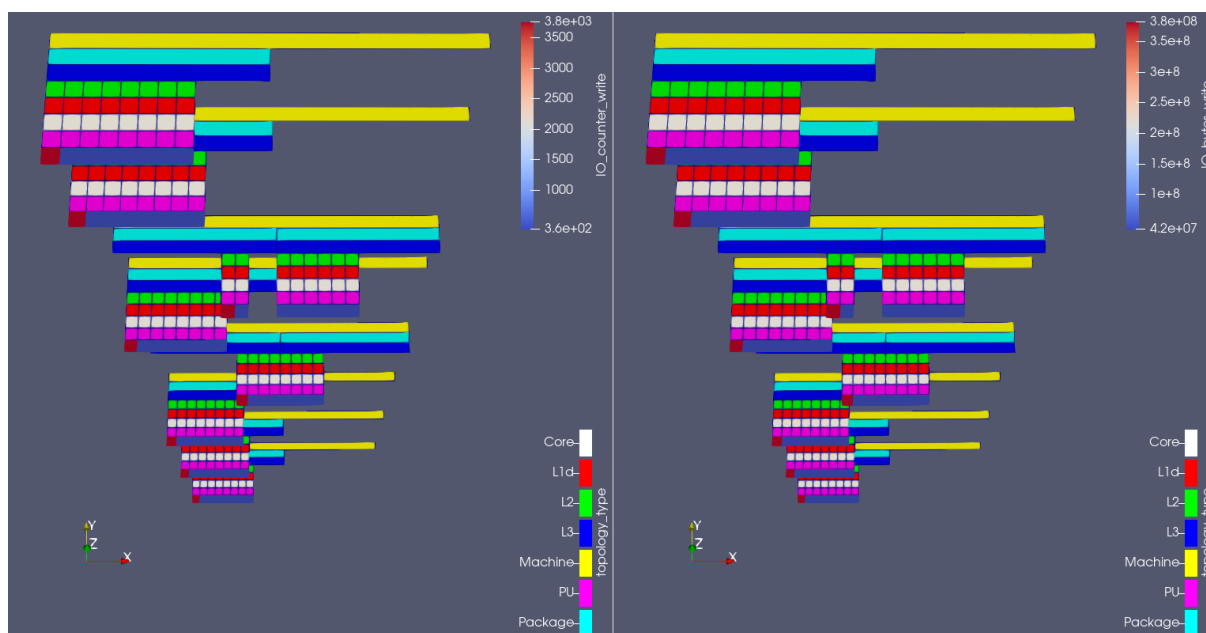 3.8e+03
3500
3000
2500
2000
1500
1000
3.6e+02
IO_counter_write
Core
L1d
L2
L3
Machine
PU
Package
topology_type
Y
Z
X
3.8e+08
3.5e+8
3e+8
2.5e+8
2e+8
1.5e+8
1e+8
4.2e+07
IO_bytes_write
Core
L1d
L2
L3
Machine
PU
Package
topology_type
Y
Z
X